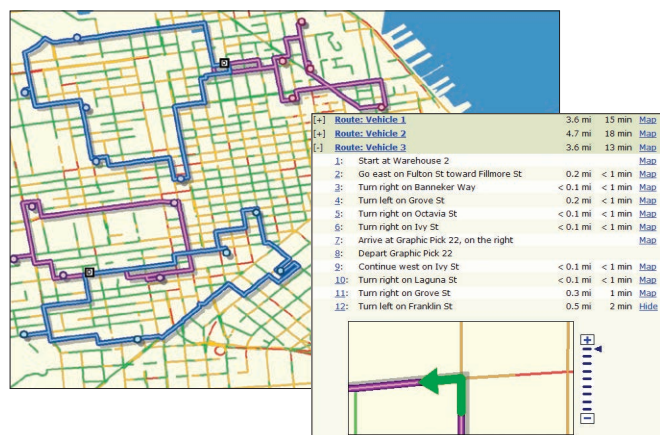 [+] Route: Vehicle 1 3.6 mi 15 min Map
[+] Route: Vehicle 2 4.7 mi 18 min Map
[-] Route: Vehicle 3 3.6 mi 13 min Map
1: Start at Warehouse 2 Map
2: Go east on Fulton St toward Fillmore St 0.2 mi < 1 min Map
3: Turn right on Banneker Way < 0.1 mi < 1 min Map
4: Turn left on Grove St 0.2 mi < 1 min Map
5: Turn right on Octavia St < 0.1 mi < 1 min Map
6: Turn right on Ivy St < 0.1 mi < 1 min Map
7: Arrive at Graphic Pick 22, on the right Map
8: Depart Graphic Pick 22
9: Continue west on Ivy St < 0.1 mi < 1 min Map
10: Turn right on Laguna St < 0.1 mi < 1 min Map
11: Turn right on Grove St 0.3 mi 1 min Map
12: Turn left on Franklin St 0.5 mi 2 min Hide